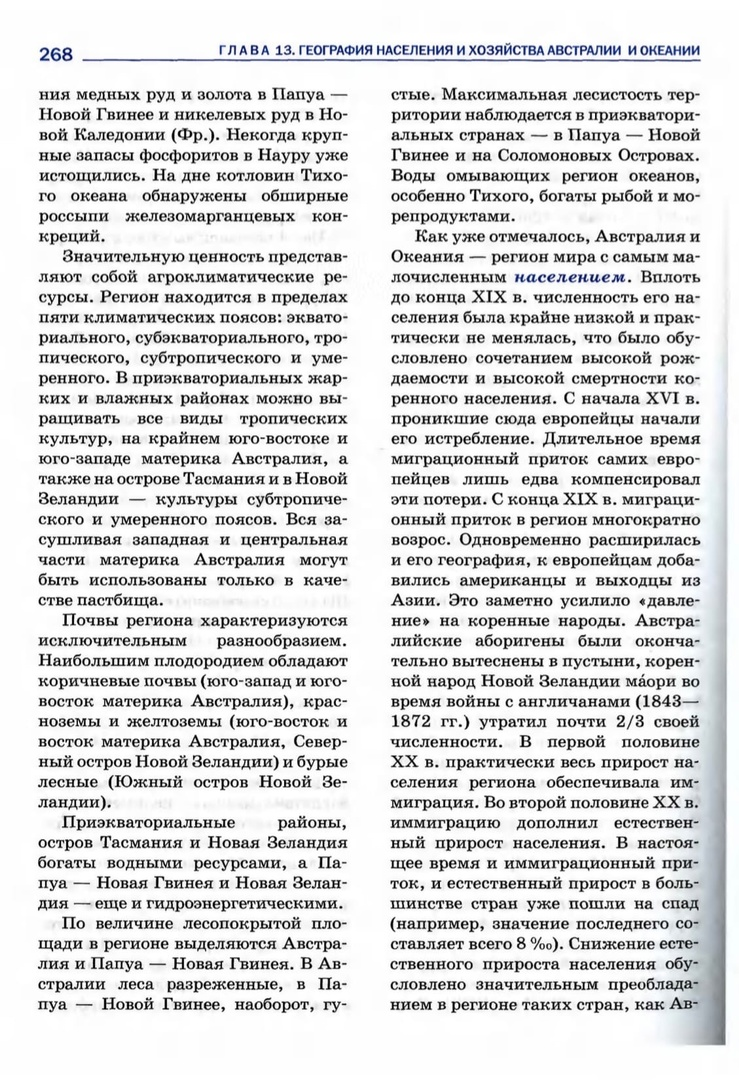 268
ГЛАВА 13. ГЕОГРАФИЯ НАСЕЛЕНИЯ И ХОЗЯЙСТВА АВСТРАЛИИ И ОКЕАНИИ
ния медных руд и золота в Папуа —
Новой Гвинее и никелевых руд в Но-
вой Каледонии (Фр.). Некогда круп-
ные запасы фосфоритов в Науру уже
истощились. На дне котловин Тихо-
го океана обнаружены обширные
россыпи железомарганцевых кон-
креций.
Значительную ценность представ-
ляют собой агроклиматические ре-
сурсы. Регион находится в пределах
пяти климатических поясов: эквато-
риального, субэкваториального, тро-
пического, субтропического и уме-
ренного. В приэкваториальных жар-
ких и влажных районах можно вы-
ращивать все виды тропических
культур, на крайнем юго-востоке и
юго-западе материка Австралия, а
также на острове Тасмания и в Новой
Зеландии — культуры субтропиче-
ского и умеренного поясов. Вся за-
сушливая западная и центральная
части материка Австралия могут
быть использованы только в каче-
стве пастбища.
Почвы региона характеризуются
исключительным разнообразием.
Наибольшим плодородием обладают
коричневые почвы (юго-запад и юго-
восток материка Австралия), крас-
ноземы и желтоземы (юго-восток и
восток материка Австралия, Север-
ный остров Новой Зеландии) и бурые
лесные (Южный остров Новой Зе-
ландии).
Приэкваториальные районы,
остров Тасмания и Новая Зеландия
богаты водными ресурсами, а Па-
пуа — Новая Гвинея и Новая Зелан-
дия — еще и гидроэнергетическими.
По величине лесопокрытой пло-
щади в регионе выделяются Австра-
лия и Папуа — Новая Гвинея. В Ав-
стралии леса разреженные, в Па-
пуа — Новой Гвинее, наоборот, гу-
стые. Максимальная лесистость тер-
ритории наблюдается в приэкватори-
альных странах — в Папуа — Новой
Гвинее и на Соломоновых Островах.
Воды омывающих регион океанов,
особенно Тихого, богаты рыбой и мо-
репродуктами.
Как уже отмечалось, Австралия и
Океания — регион мира с самым ма-
лочисленным населением. Вплоть
до конца XIX в. численность его на-
селения была крайне низкой и прак-
тически не менялась, что было обу-
словлено сочетанием высокой рож-
даемости и высокой смертности ко-
ренного населения. С начала XVI в.
проникшие сюда европейцы начали
его истребление. Длительное время
миграционный приток самих евро-
пейцев лишь едва компенсировал
эти потери. С конца XIX в. миграци-
онный приток в регион многократно
возрос. Одновременно расширилась
и его география, к европейцам доба-
вились американцы и выходцы из
Азии. Это заметно усилило «давле-
ние» на коренные народы. Австра-
лийские аборигены были оконча-
тельно вытеснены в пустыни, корен-
ной народ Новой Зеландии ма́ори во
время войны с англичанами (1843—
1872 гг.) утратил почти 2/3 своей
численности. В первой половине
XX в. практически весь прирост на-
селения региона обеспечивала им-
миграция. Во второй половине XX в.
иммиграцию дополнил естествен-
ный прирост населения. В настоя-
щее время и иммиграционный при-
ток, и естественный прирост в боль-
шинстве стран уже пошли на спад
(например, значение последнего со-
ставляет всего 8 ‰). Снижение есте-
ственного прироста населения обу-
словлено значительным преоблада-
нием в регионе таких стран, как Ав-